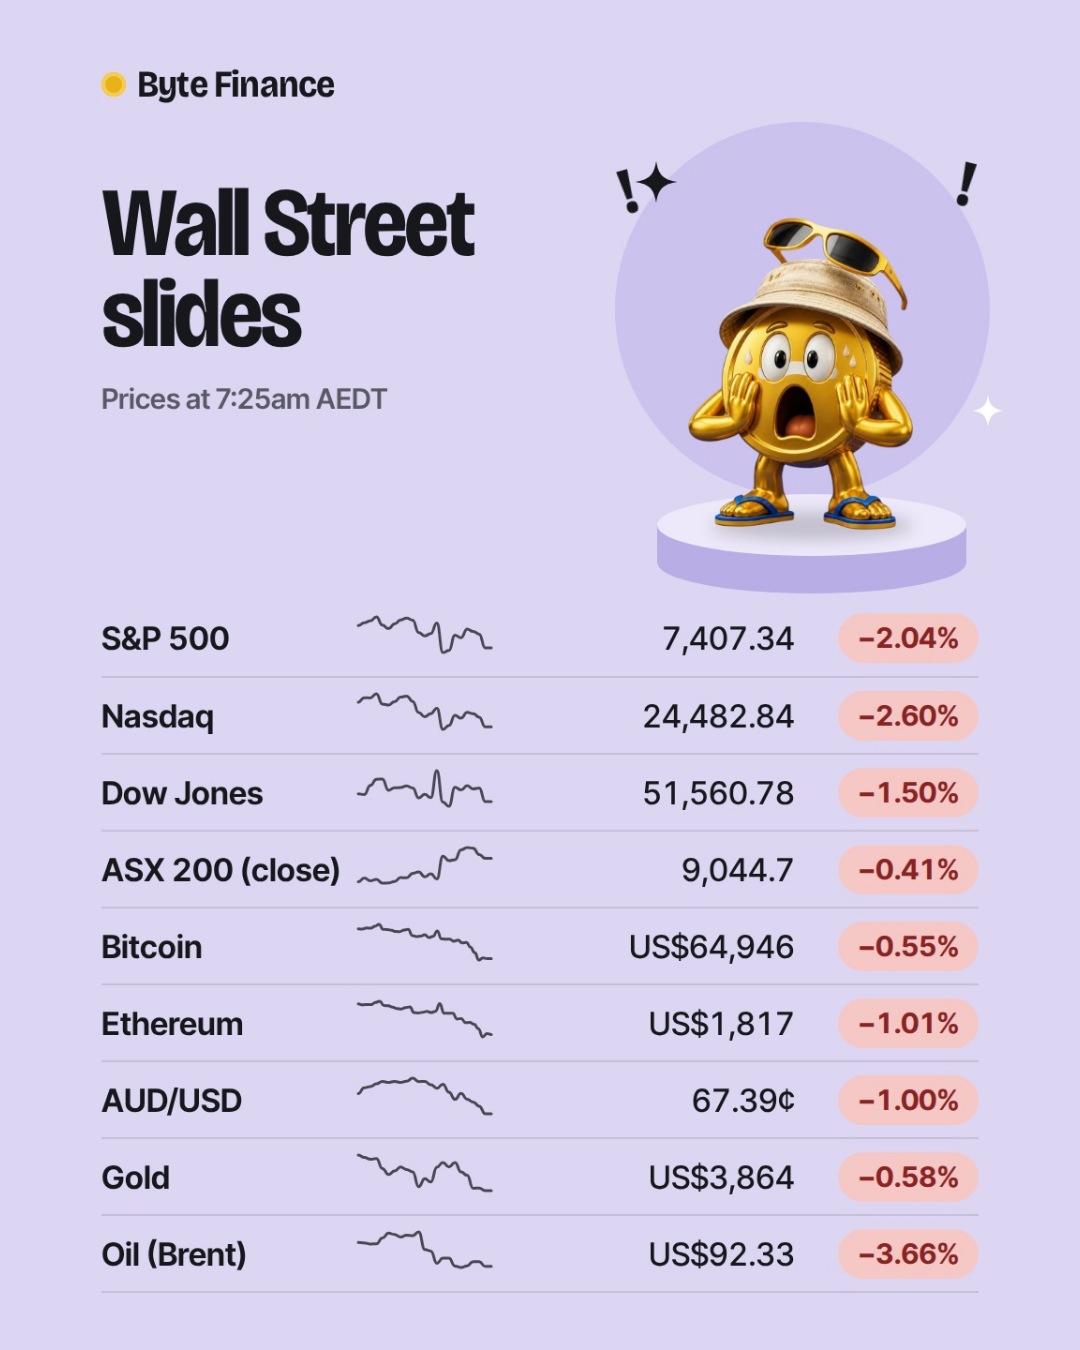 Byte Finance
Wall Street
slides
Prices at 7:25am AEDT
! !
S&P 500 7,407.34 −2.04%
Nasdaq 24,482.84 −2.60%
Dow Jones 51,560.78 −1.50%
ASX 200 (close) 9,044.7 −0.41%
Bitcoin US$64,946 −0.55%
Ethereum US$1,817 −1.01%
AUD/USD 67.39¢ −1.00%
Gold US$3,864 −0.58%
Oil (Brent) US$92.33 −3.66%